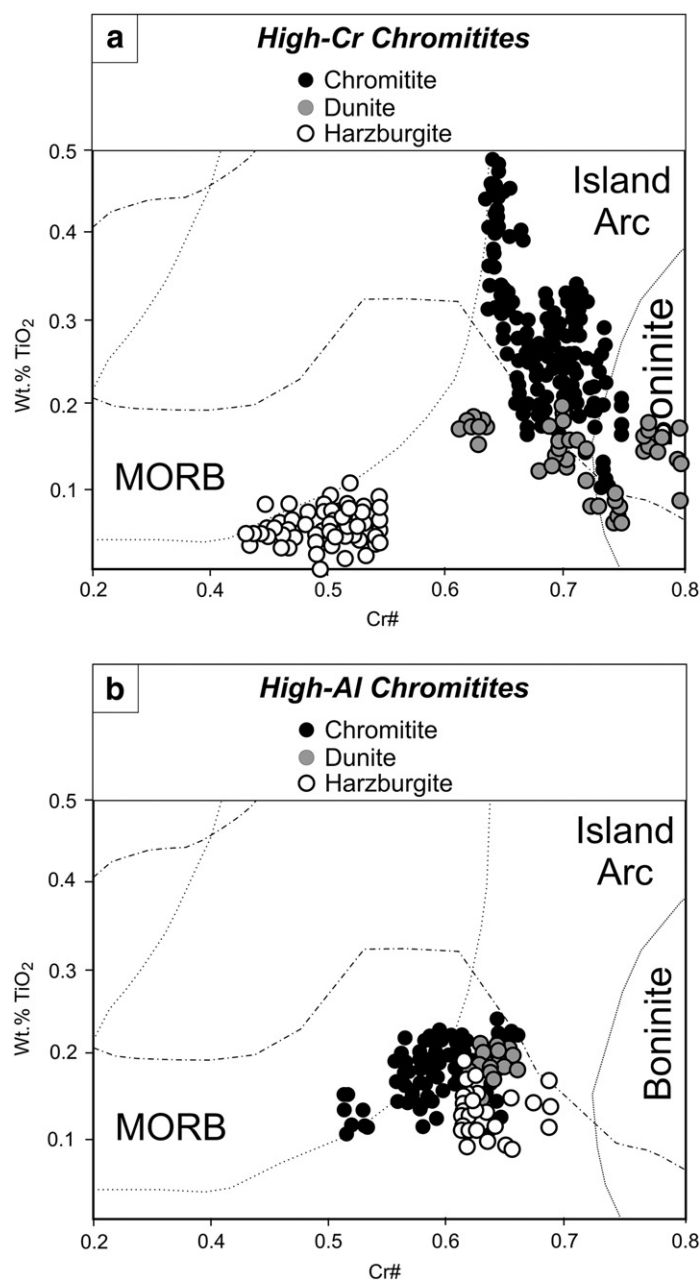 a
High-Cr Chromitites
Chromitite
Dunite
Harzburgite
0.5
0.4
0.3
0.2
0.1
Wt.% TiO₂
Island
Arc
MORB
0.2
0.4
0.5
0.6
0.7
0.8
Cr#
b
High-Al Chromitites
Chromitite
Dunite
Harzburgite
0.5
0.4
0.3
0.2
0.1
Wt.% TiO₂
Island
Arc
Boninite
MORB
0.2
0.4
0.5
0.6
0.7
0.8
Cr#